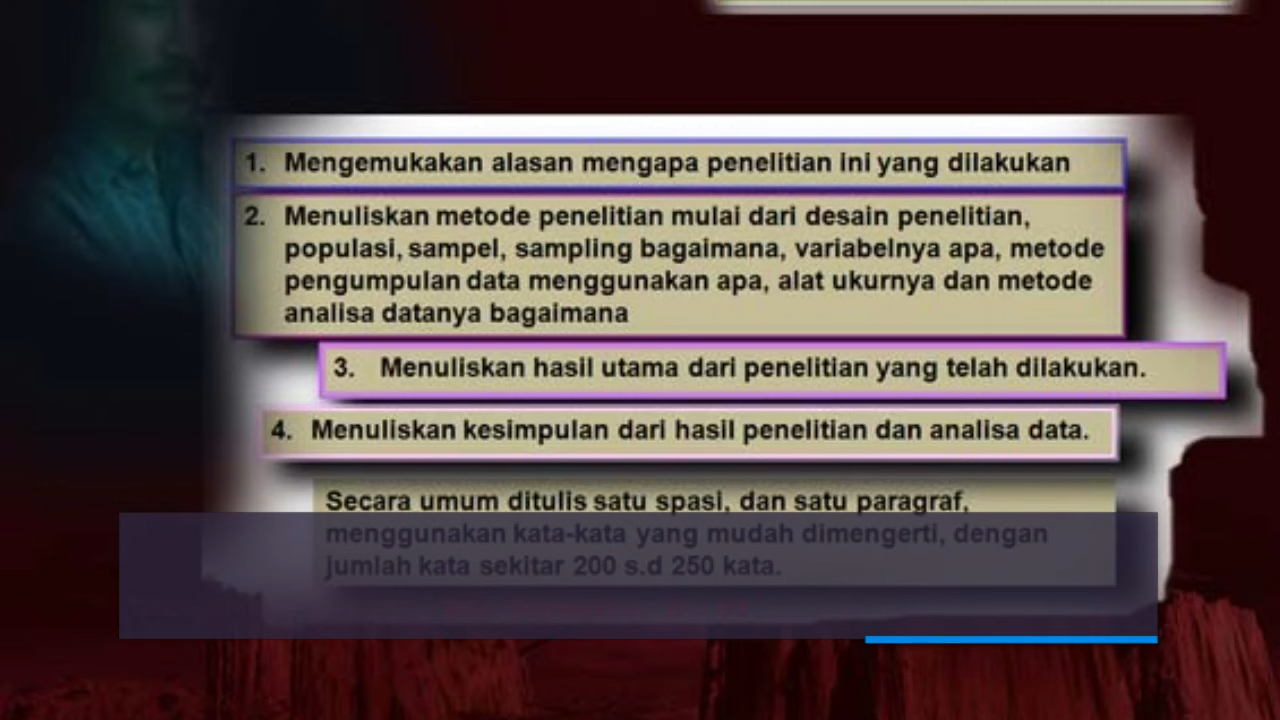 1. Mengemukakan alasan mengapa penelitian ini yang dilakukan
2. Menuliskan metode penelitian mulai dari desain penelitian,
populasi, sampel, sampling bagaimana, variabelnya apa, metode
pengumpulan data menggunakan apa, alat ukurnya dan metode
analisa datanya bagaimana
3. Menuliskan hasil utama dari penelitian yang telah dilakukan.
4. Menuliskan kesimpulan dari hasil penelitian dan analisa data.
Secara umum ditulis satu spasi, dan satu paragraf,
menggunakan kata-kata yang mudah dimengerti, dengan
jumlah kata sekitar 200 s.d 250 kata.